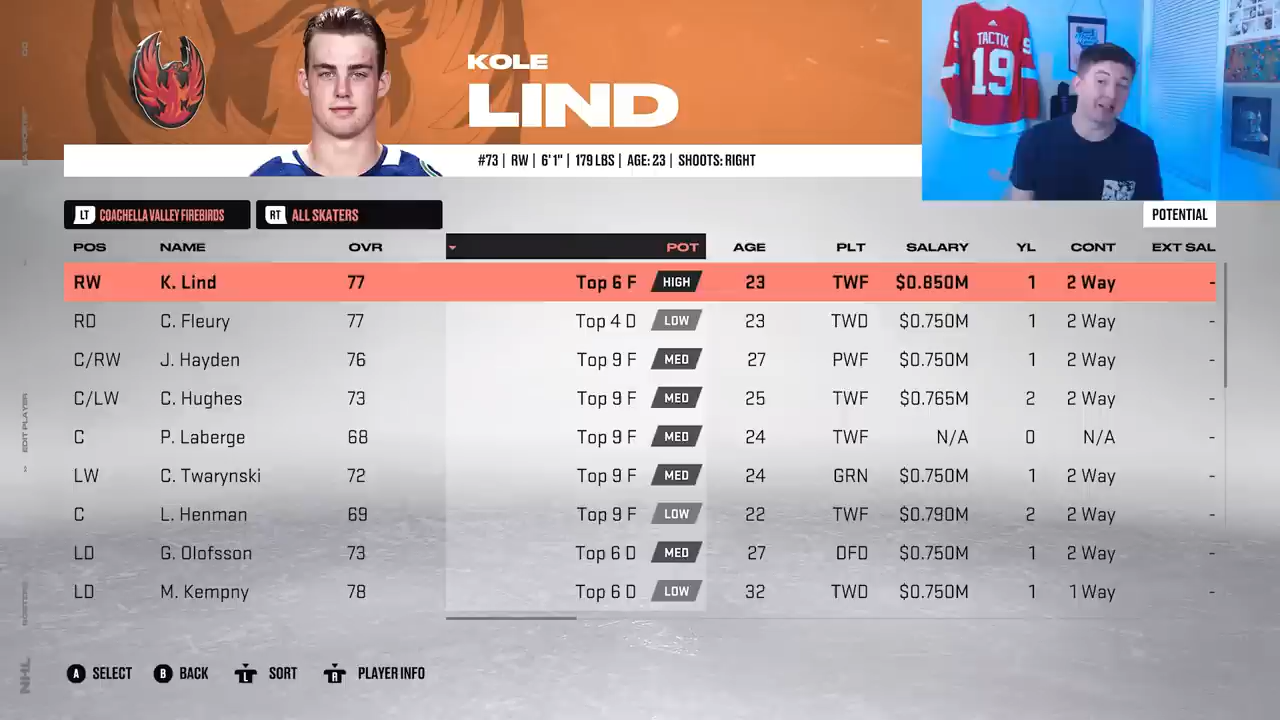 KOLE
LIND
TACTIX
19
#73 | RW | 6'1" | 179 LBS | AGE: 23 | SHOOTS: RIGHT
LT COACHELLA VALLEY FIREBIRDS RT ALL SKATERS POTENTIAL
POS NAME OVR POT AGE PLT SALARY YL CONT EXT SAL
RW K. Lind 77 Top 6 F HIGH 23 TWF $0.850M 1 2 Way -
RD C. Fleury 77 Top 4 D LOW 23 TWD $0.750M 1 2 Way -
C/RW J. Hayden 76 Top 9 F MED 27 PWF $0.750M 1 2 Way -
C/LW C. Hughes 73 Top 9 F MED 25 TWF $0.765M 2 2 Way -
C P. Laberge 68 Top 9 F MED 24 TWF N/A 0 N/A -
LW C. Twarynski 72 Top 9 F MED 24 GRN $0.750M 1 2 Way -
C L. Henman 69 Top 9 F LOW 22 TWF $0.790M 2 2 Way -
LD G. Olofsson 73 Top 6 D MED 27 OFD $0.750M 1 2 Way -
LD M. Kempny 78 Top 6 D LOW 32 TWD $0.750M 1 1 Way -
A SELECT B BACK L SORT R PLAYER INFO
NHL
EDIT PLAYER